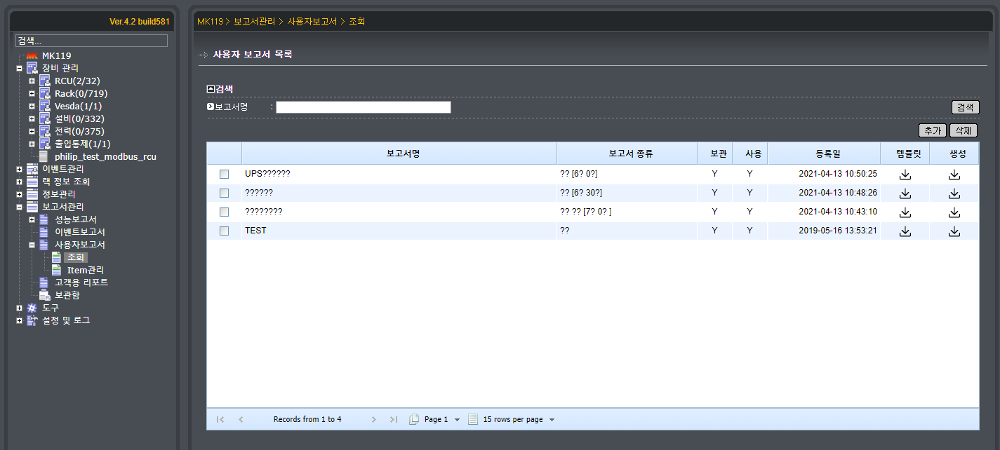 Ver.4.2 build581
검색...
MK119
장비 관리
RCU(2/32)
Rack(0/719)
Vesda(1/1)
설비(0/332)
전력(0/375)
출입통제(1/1)
philip_test_modbus_rcu
이벤트관리
랙 정보 조회
정보관리
보고서관리
성능보고서
이벤트보고서
사용자보고서
조회
Item관리
고객용 리포트
보관함
도구
설정 및 로그
MK119 > 보고서관리 > 사용자보고서 > 조회
사용자 보고서 목록
검색
보고서명 : 검색
추가 삭제
보고서명 보고서 종류 보관 사용 등록일 템플릿 생성
UPS?????? ?? [6? 0?] Y Y 2021-04-13 10:50:25
?????? ?? [6? 30?] Y Y 2021-04-13 10:48:26
???????? ?? ?? [7? 0? ] Y Y 2021-04-13 10:43:10
TEST ?? Y Y 2019-05-16 13:53:21
Records from 1 to 4 Page 1 15 rows per page